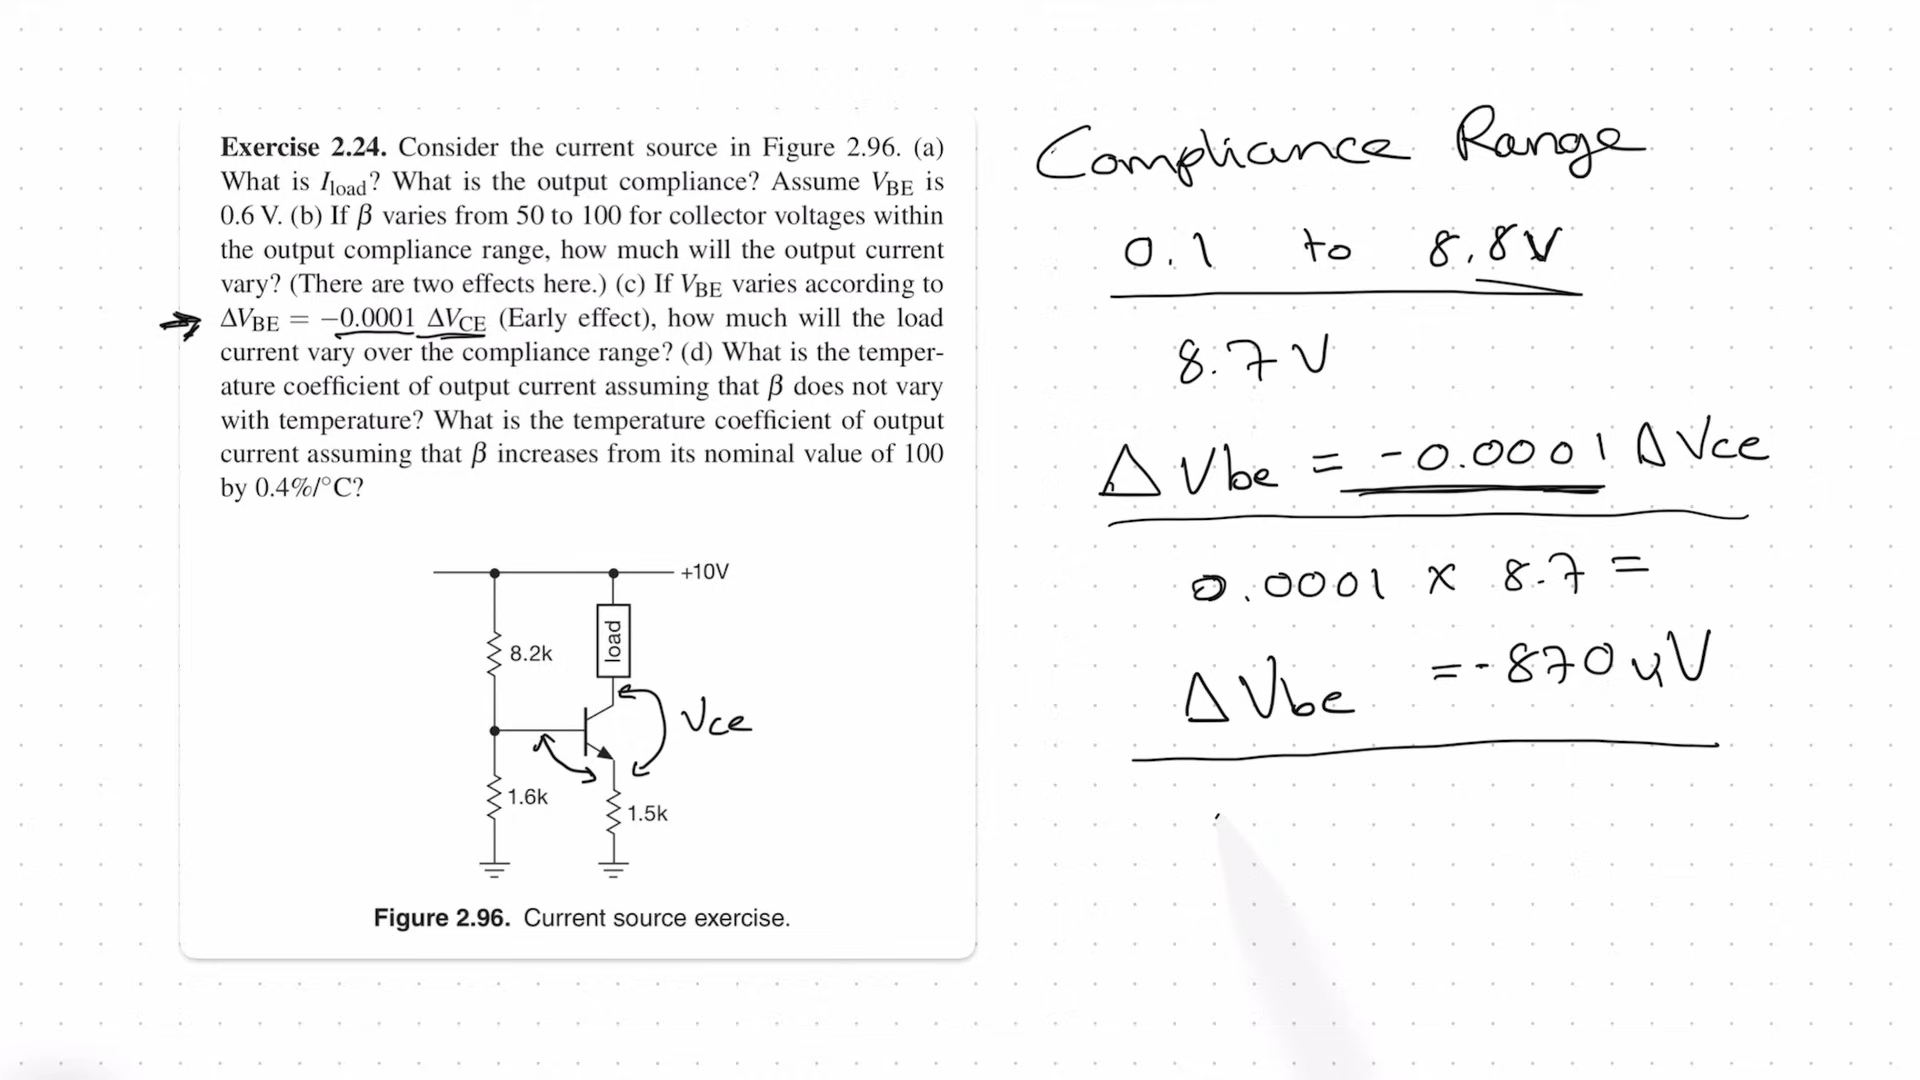 Exercise 2.24. Consider the current source in Figure 2.96. (a)
What is Iload? What is the output compliance? Assume VBE is
0.6 V. (b) If β varies from 50 to 100 for collector voltages within
the output compliance range, how much will the output current
vary? (There are two effects here.) (c) If VBE varies according to
ΔVBE = −0.0001 ΔVCE (Early effect), how much will the load
current vary over the compliance range? (d) What is the temper-
ature coefficient of output current assuming that β does not vary
with temperature? What is the temperature coefficient of output
current assuming that β increases from its nominal value of 100
by 0.4%/°C?
+10V
8.2k
load
Vce
1.6k
1.5k
Figure 2.96. Current source exercise.
Compliance Range
0.1 to 8.8V
8.7 V
Δ Vbe = -0.0001 Δ Vce
0.0001 x 8.7 =
Δ Vbe = -870 uV